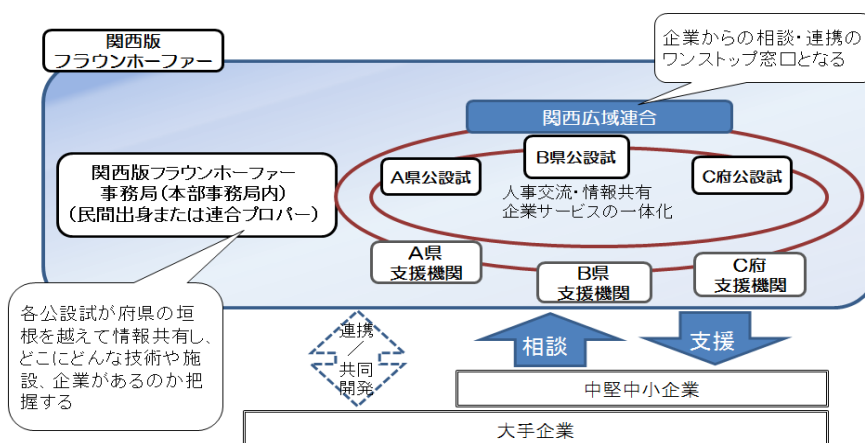 関西版
フラウンホーファー
企業からの相談・連携の
ワンストップ窓口となる
関西広域連合
関西版フラウンホーファー
事務局（本部事務局内）
（民間出身または連合プロパー）
A県公設試
B県公設試
C府公設試
人事交流・情報共有
企業サービスの一体化
A県
支援機関
B県
支援機関
C府
支援機関
各公設試が府県の垣
根を越えて情報共有し、
どこにどんな技術や施
設、企業があるのか把
握する
連携
／
共同
開発
相談
支援
中堅中小企業
大手企業